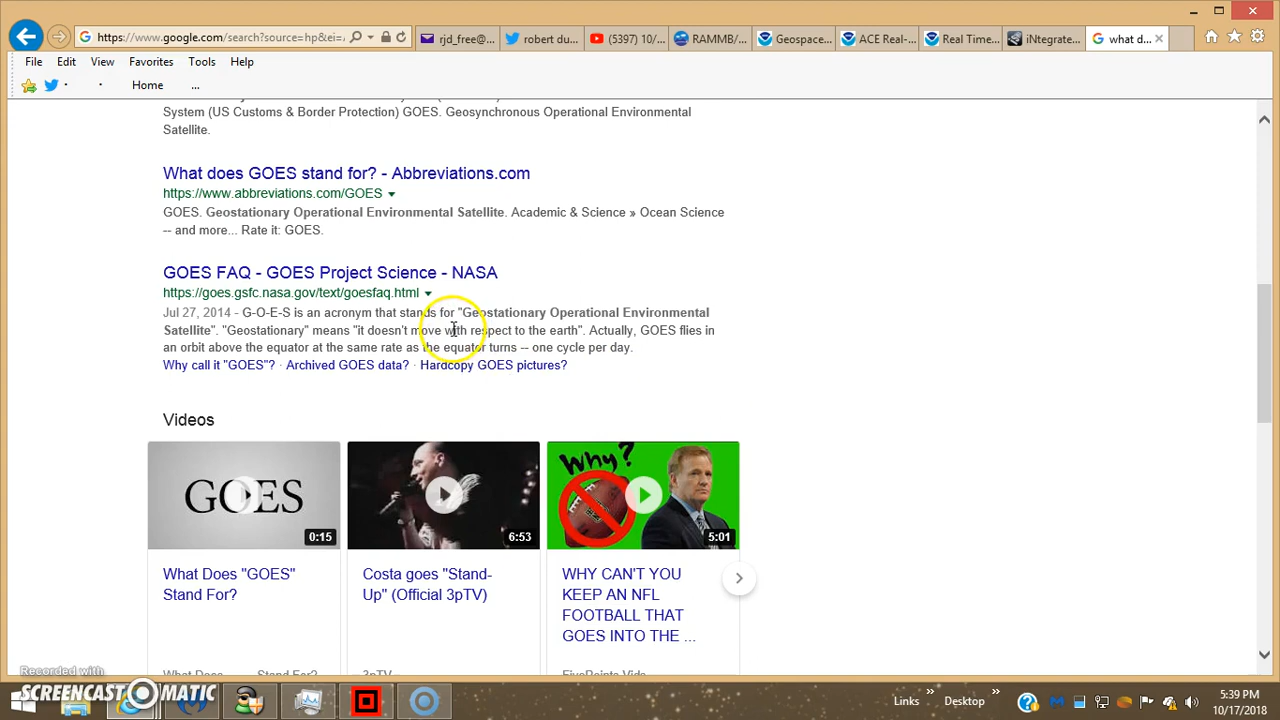 https://www.google.com/search?source=hp&ei=,
rjd_free@...
robert du...
(5397) 10/...
RAMMB/...
Geospace...
ACE Real-...
Real Time...
iNtegrate...
what d...
File Edit View Favorites Tools Help
Home ...
System (US Customs & Border Protection) GOES. Geosynchronous Operational Environmental
Satellite.
What does GOES stand for? - Abbreviations.com
https://www.abbreviations.com/GOES
GOES. Geostationary Operational Environmental Satellite. Academic & Science » Ocean Science
-- and more... Rate it: GOES.
GOES FAQ - GOES Project Science - NASA
https://goes.gsfc.nasa.gov/text/goesfaq.html
Jul 27, 2014 - G-O-E-S is an acronym that stands for "Geostationary Operational Environmental
Satellite". "Geostationary" means "it doesn't move with respect to the earth". Actually, GOES flies in
an orbit above the equator at the same rate as the equator turns -- one cycle per day.
Why call it "GOES"? · Archived GOES data? · Hardcopy GOES pictures?
Videos
GOES
0:15
6:53
Why?
5:01
What Does "GOES"
Stand For?
Costa goes "Stand-
Up" (Official 3pTV)
WHY CAN'T YOU
KEEP AN NFL
FOOTBALL THAT
GOES INTO THE ...
What Does Stand For?
3pTV
FivePoints Vids
Recorded with
SCREENCAST MATIC
Links »
Desktop »
5:39 PM
10/17/2018